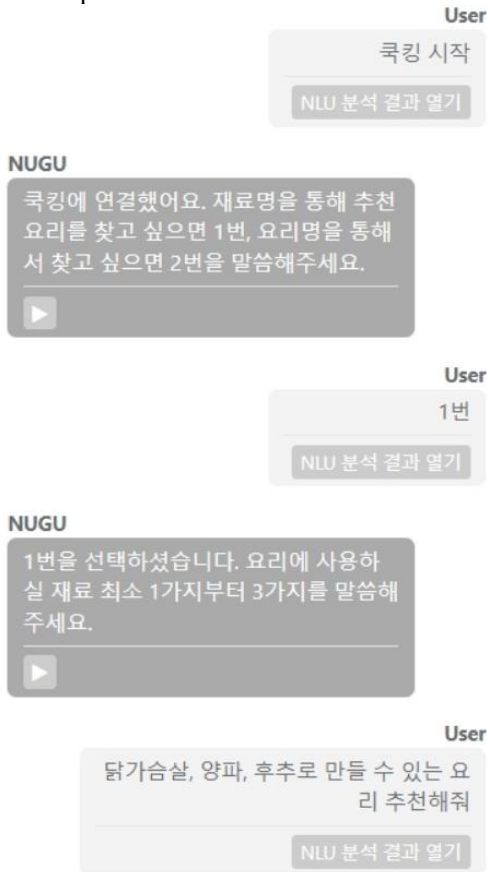 User
쿡킹 시작
NLU 분석 결과 열기
NUGU
쿡킹에 연결했어요. 재료명을 통해 추천
요리를 찾고 싶으면 1번, 요리명을 통해
서 찾고 싶으면 2번을 말씀해주세요.
User
1번
NLU 분석 결과 열기
NUGU
1번을 선택하셨습니다. 요리에 사용하
실 재료 최소 1가지부터 3가지를 말씀해
주세요.
User
닭가슴살, 양파, 후추로 만들 수 있는 요
리 추천해줘
NLU 분석 결과 열기